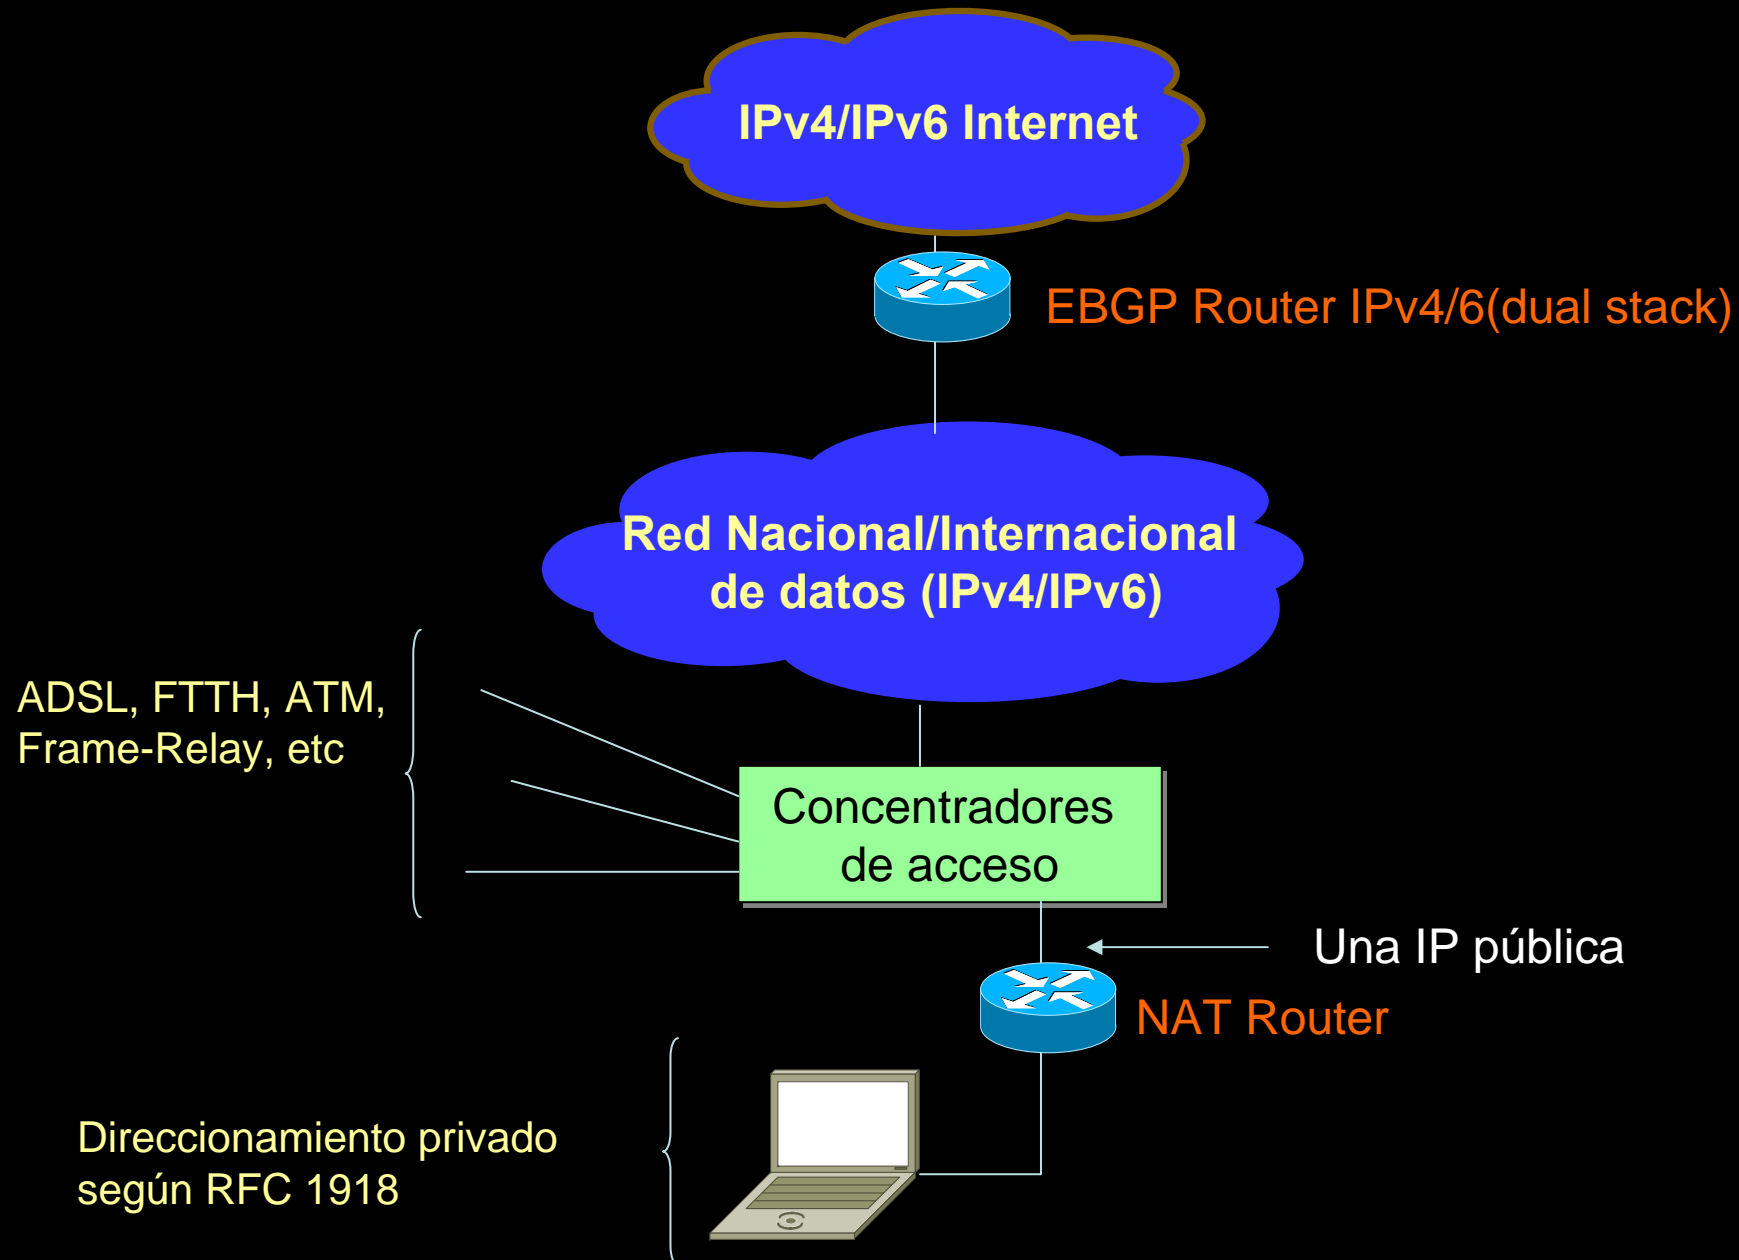 IPv4/IPv6 Internet
EBGP Router IPv4/6(dual stack)
Red Nacional/Internacional
de datos (IPv4/IPv6)
ADSL, FTTH, ATM,
Frame-Relay, etc
Concentradores
de acceso
Una IP pública
NAT Router
Direccionamiento privado
según RFC 1918